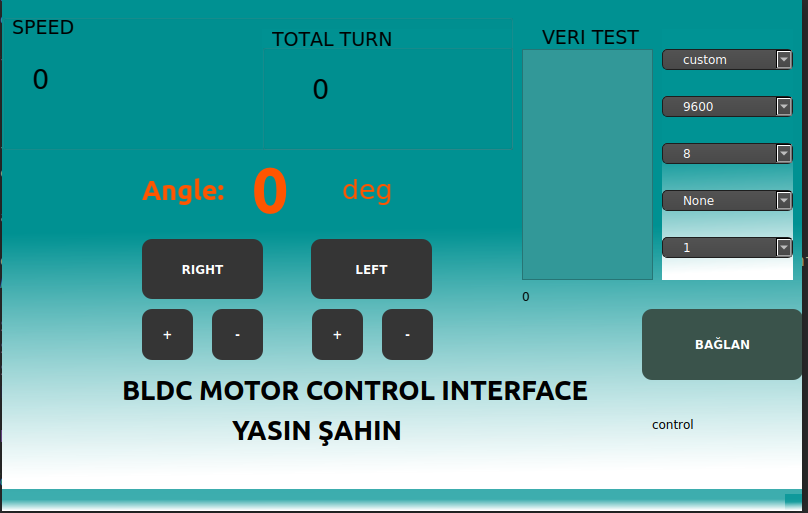 SPEED
0
TOTAL TURN
0
VERI TEST
custom
9600
8
None
1
0
Angle: 0 deg
RIGHT LEFT
+ - + -
BAĞLAN
BLDC MOTOR CONTROL INTERFACE
YASIN ŞAHIN
control